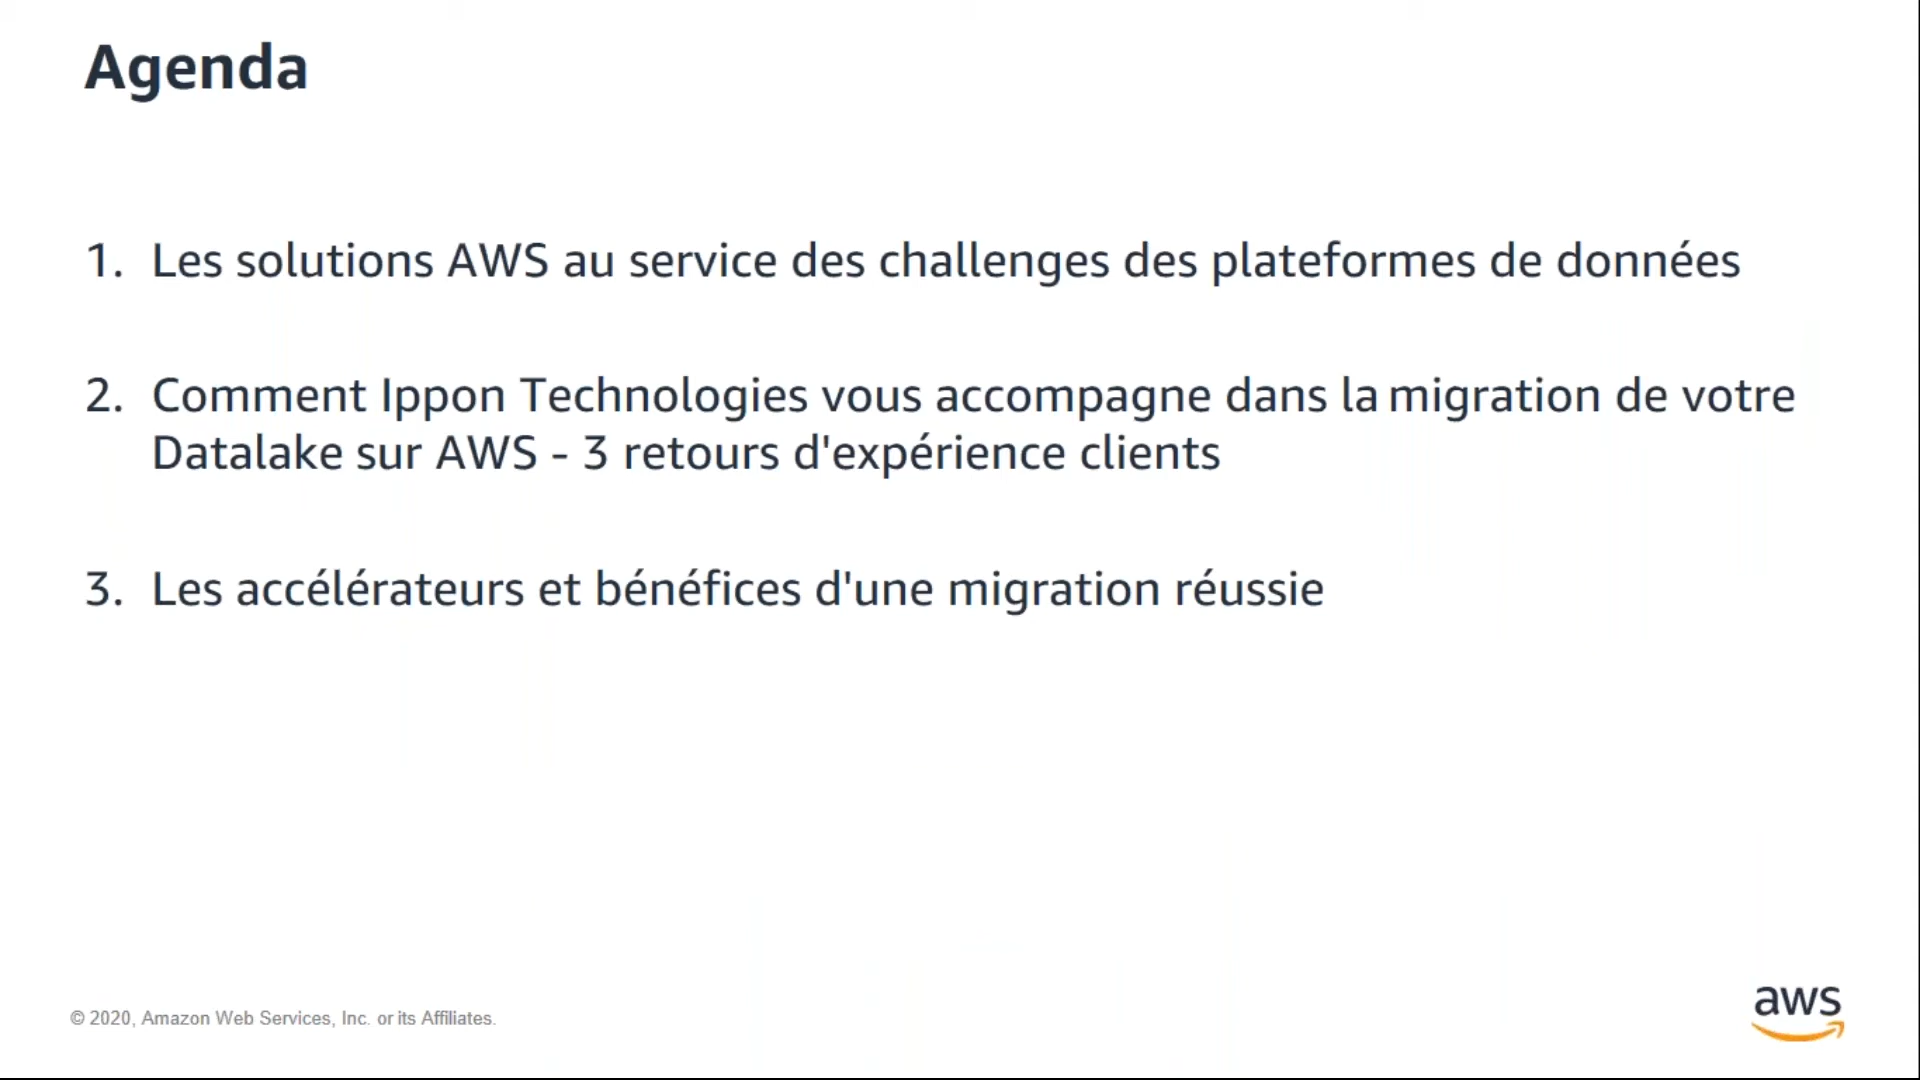 Agenda
1. Les solutions AWS au service des challenges des plateformes de données
2. Comment Ippon Technologies vous accompagne dans la migration de votre
Datalake sur AWS - 3 retours d'expérience clients
3. Les accélérateurs et bénéfices d'une migration réussie
© 2020, Amazon Web Services, Inc. or its Affiliates.
aws